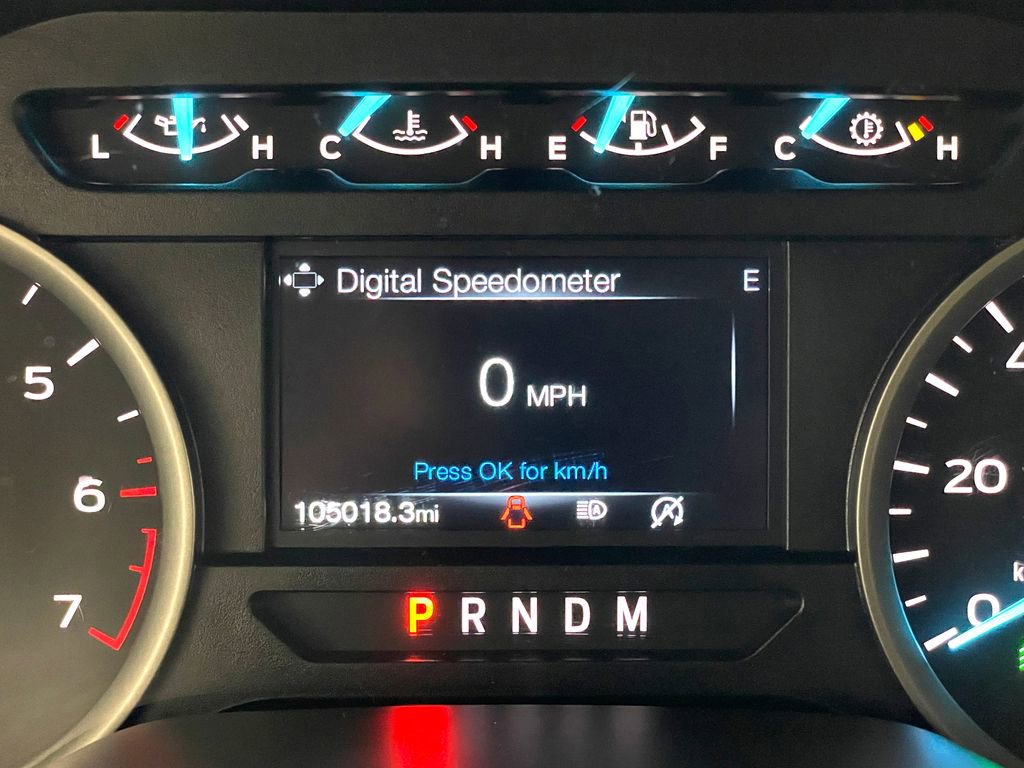 L H C H E F C H
Digital Speedometer E
0 MPH
Press OK for km/h
105018.3mi
P R N D M
5
6
7
20
0